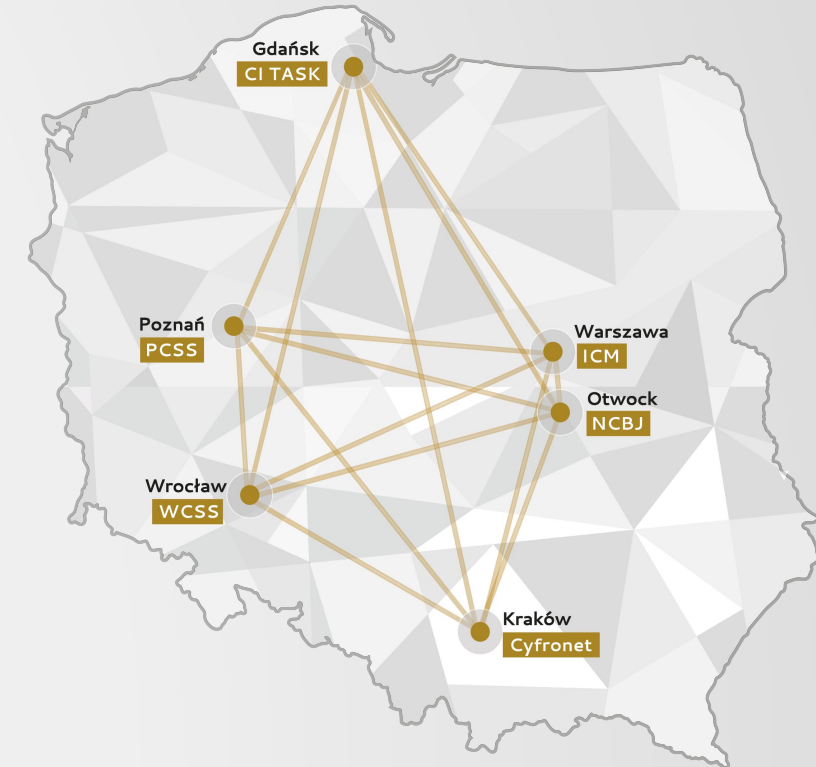 Gdańsk
CI TASK
Poznań
PCSS
Warszawa
ICM
Otwock
NCBJ
Wrocław
WCSS
Kraków
Cyfronet